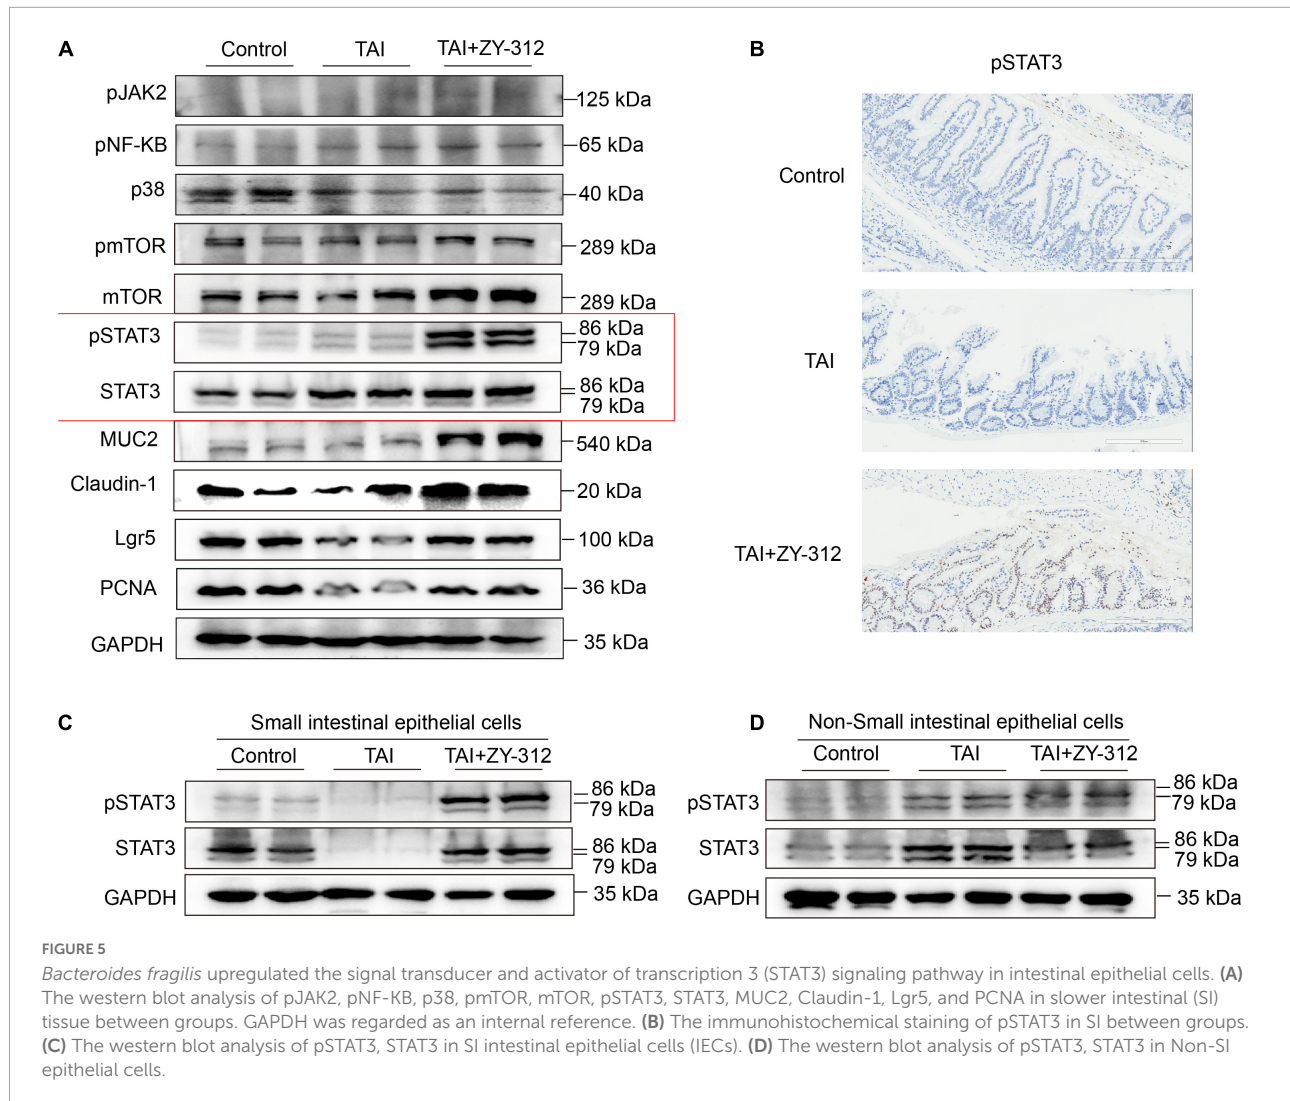 A
Control TAI TAI+ZY-312
pJAK2 125 kDa
pNF-KB 65 kDa
p38 40 kDa
pmTOR 289 kDa
mTOR 289 kDa
pSTAT3 86 kDa
79 kDa
STAT3 86 kDa
79 kDa
MUC2 540 kDa
Claudin-1 20 kDa
Lgr5 100 kDa
PCNA 36 kDa
GAPDH 35 kDa
B
pSTAT3
Control
TAI
TAI+ZY-312
C
Small intestinal epithelial cells
Control TAI TAI+ZY-312
pSTAT3 86 kDa
79 kDa
STAT3 86 kDa
79 kDa
GAPDH 35 kDa
D
Non-Small intestinal epithelial cells
Control TAI TAI+ZY-312
pSTAT3 86 kDa
79 kDa
STAT3 86 kDa
79 kDa
GAPDH 35 kDa
FIGURE 5
Bacteroides fragilis upregulated the signal transducer and activator of transcription 3 (STAT3) signaling pathway in intestinal epithelial cells. (A)
The western blot analysis of pJAK2, pNF-KB, p38, pmTOR, mTOR, pSTAT3, STAT3, MUC2, Claudin-1, Lgr5, and PCNA in slower intestinal (SI)
tissue between groups. GAPDH was regarded as an internal reference. (B) The immunohistochemical staining of pSTAT3 in SI between groups.
(C) The western blot analysis of pSTAT3, STAT3 in SI intestinal epithelial cells (IECs). (D) The western blot analysis of pSTAT3, STAT3 in Non-SI
epithelial cells.